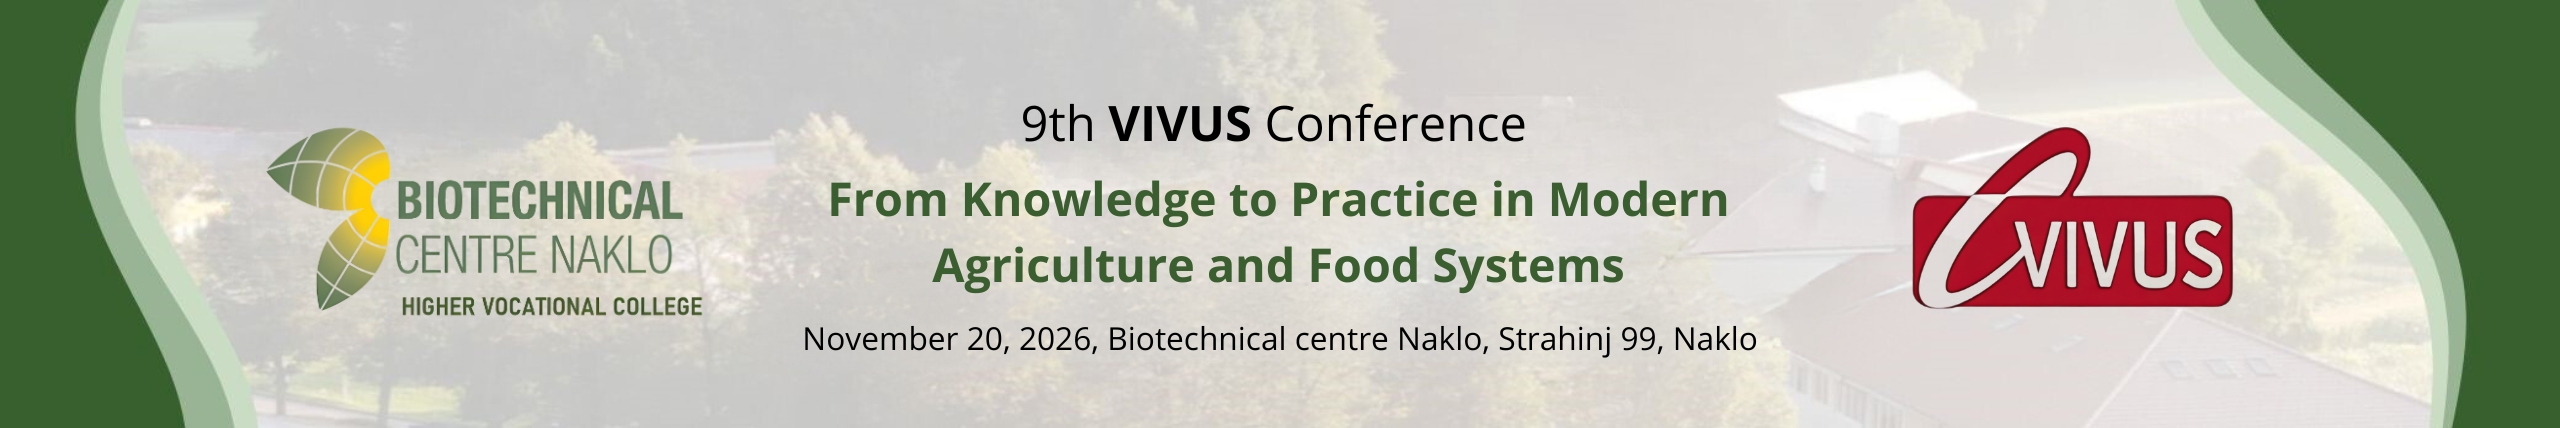 9th VIVUS Conference
From Knowledge to Practice in Modern
Agriculture and Food Systems
November 20, 2026, Biotechnical centre Naklo, Strahinj 99, Naklo
BIOTECHNICAL
CENTRE NAKLO
HIGHER VOCATIONAL COLLEGE
VIVUS